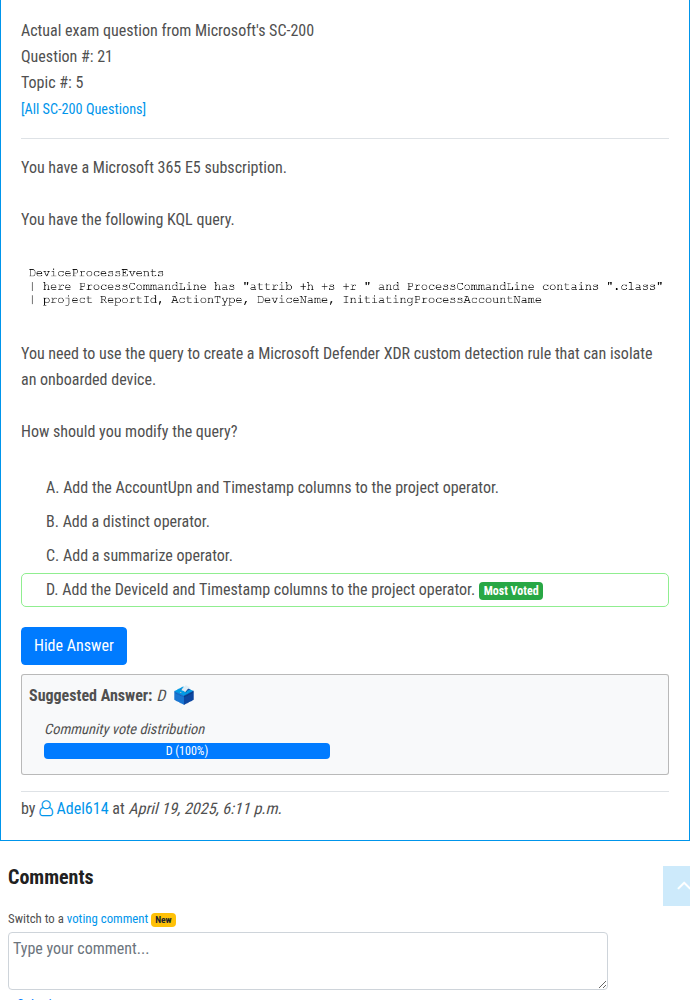 Actual exam question from Microsoft's SC-200
Question #: 21
Topic #: 5
[All SC-200 Questions]
You have a Microsoft 365 E5 subscription.
You have the following KQL query.
DeviceProcessEvents
| here ProcessCommandLine has "attrib +h +s +r " and ProcessCommandLine contains ".class"
| project ReportId, ActionType, DeviceName, InitiatingProcessAccountName
You need to use the query to create a Microsoft Defender XDR custom detection rule that can isolate
an onboarded device.
How should you modify the query?
A. Add the AccountUpn and Timestamp columns to the project operator.
B. Add a distinct operator.
C. Add a summarize operator.
D. Add the DeviceId and Timestamp columns to the project operator. Most Voted
Hide Answer
Suggested Answer: D
Community vote distribution
D (100%)
by Adel614 at April 19, 2025, 6:11 p.m.
Comments
Switch to a voting comment New
Type your comment...